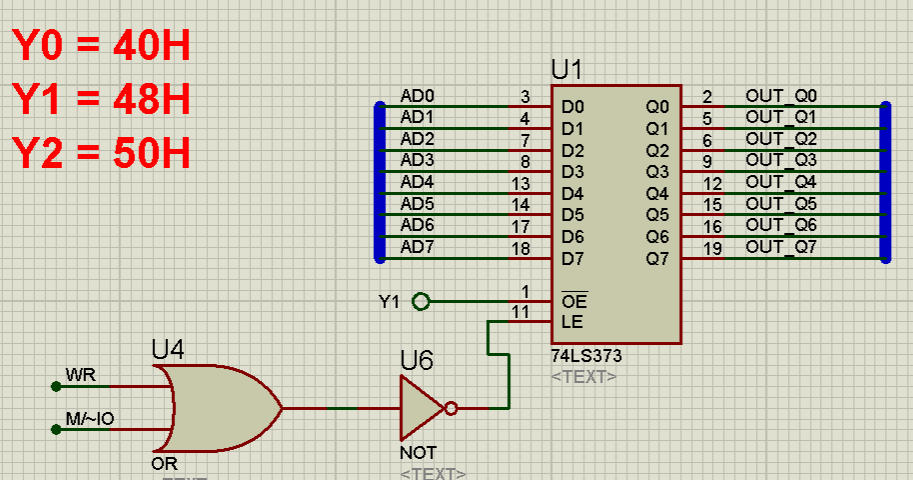 Y0 = 40H
Y1 = 48H
Y2 = 50H
U1
AD0 3 D0 Q0 2 OUT_Q0
AD1 4 D1 Q1 5 OUT_Q1
AD2 7 D2 Q2 6 OUT_Q2
AD3 8 D3 Q3 9 OUT_Q3
AD4 13 D4 Q4 12 OUT_Q4
AD5 14 D5 Q5 15 OUT_Q5
AD6 17 D6 Q6 16 OUT_Q6
AD7 18 D7 Q7 19 OUT_Q7
Y1 1 OE
11 LE
74LS373
<TEXT>
U4
U6
WR
M/~IO
OR
NOT
<TEXT>